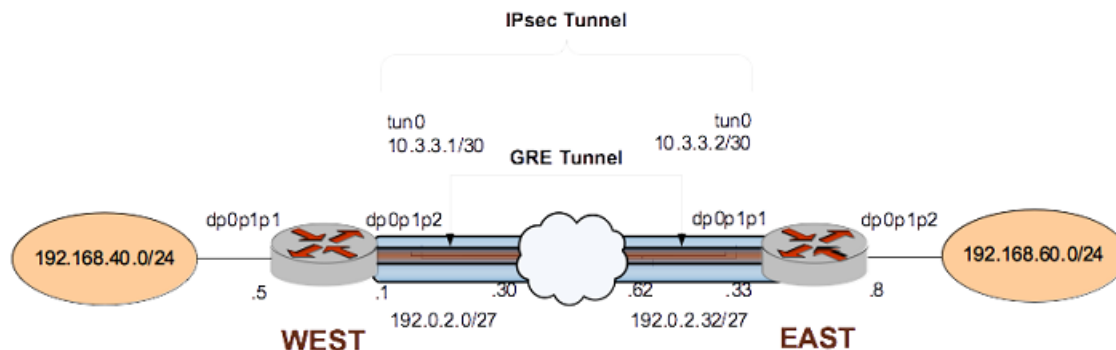 IPsec Tunnel
tun0
10.3.3.1/30
tun0
10.3.3.2/30
GRE Tunnel
dp0p1p1
dp0p1p2
dp0p1p1
dp0p1p2
192.168.40.0/24
192.168.60.0/24
.5
.1
.30
.62
.33
.8
192.0.2.0/27
192.0.2.32/27
WEST
EAST